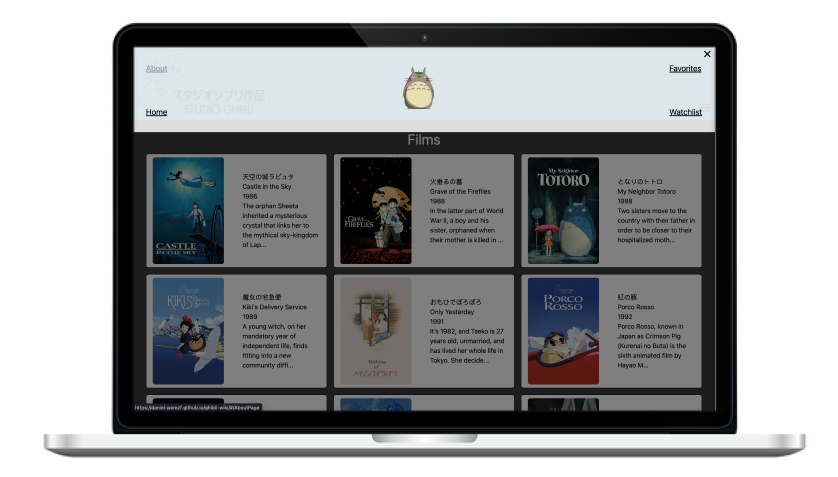 About
Favorites
スタジオジブリ作品
STUDIO GHIBLI
Home
Watchlist
Films
天空の城ラピュタ
Castle in the Sky
1986
The orphan Sheeta
inherited a mysterious
crystal that links her to
the mythical sky-kingdom
of Lap...
CASTLE
IN THE SKY
火垂るの墓
Grave of the Fireflies
1988
In the latter part of World
War II, a boy and his
sister, orphaned when
their mother is killed in ...
GRAVE OF THE
FIREFLIES
となりのトトロ
My Neighbor Totoro
1988
Two sisters move to the
country with their father in
order to be closer to their
hospitalized moth...
My Neighbor
TOTORO
魔女の宅急便
Kiki's Delivery Service
1989
A young witch, on her
mandatory year of
independent life, finds
fitting into a new
community diffi...
KIKI'S
おもひでぽろぽろ
Only Yesterday
1991
It's 1982, and Taeko is 27
years old, unmarried, and
has lived her whole life in
Tokyo. She decide...
Making
of
紅の豚
Porco Rosso
1992
Porco Rosso, known in
Japan as Crimson Pig
(Kurenai no Buta) is the
sixth animated film by
Hayao M...
PORCO
ROSSO
https://daniel-perezf.github.io/ghibli-wiki/#/AboutPage